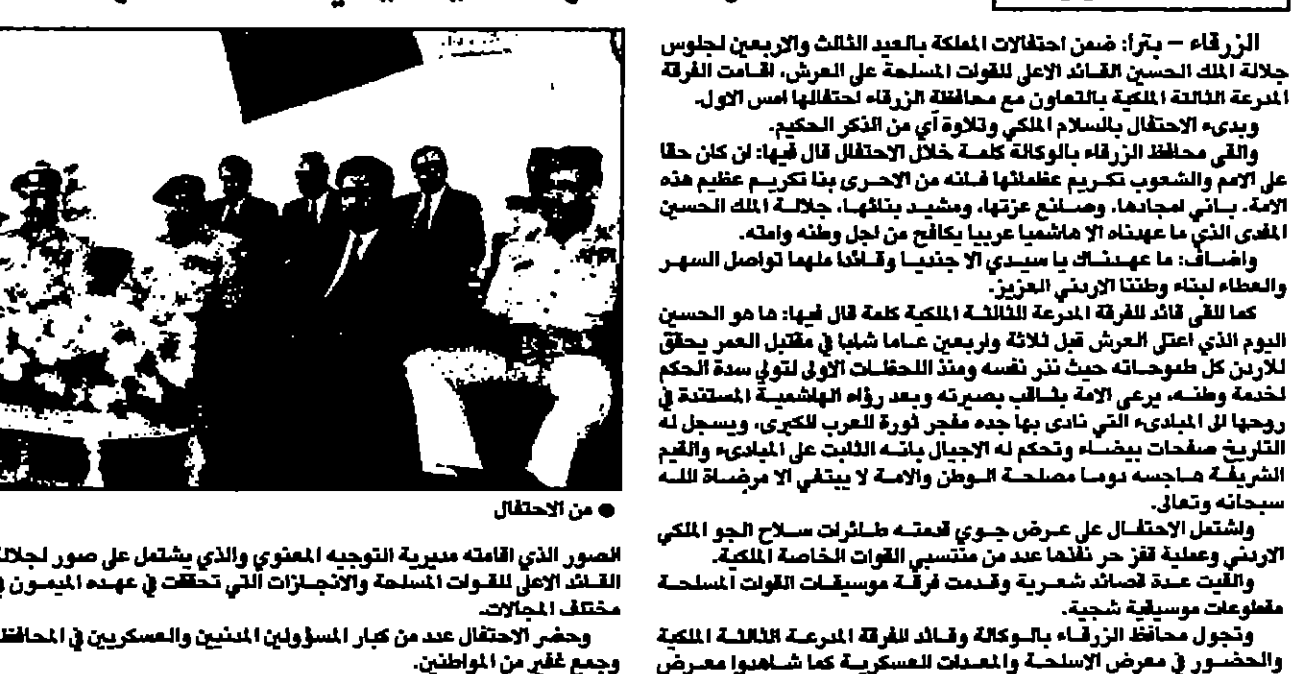 الزرقاء – بترا: ضمن احتفالات المملكة بالعيد الثالث والاربعين لجلوس
جلالة الملك الحسين القائد الاعلى للقوات المسلحة على العرش، اقامت الفرقة
المدرعة الثالثة الملكية بالتعاون مع محافظة الزرقاء احتفالها امس الاول.
وبدىء الاحتفال بالسلام الملكي وتلاوة آي من الذكر الحكيم.
والقى محافظ الزرقاء بالوكالة كلمة خلال الاحتفال قال فيها: ان كان حقا
على الامم والشعوب تكريم عظمائها فانه من الاحرى بنا تكريم عظيم هذه
الامة، باني امجادها، وصانع عزتها، ومشيد بنائها، جلالة الملك الحسين
المفدى الذي ما عهدناه الا هاشميا عربيا يكافح من اجل وطنه وامته.
واضاف: ما عهدناك يا سيدي الا جنديا وقائدا ملهما تواصل السهر
والعطاء لبناء وطننا الاردني العزيز.
كما القى قائد الفرقة المدرعة الثالثة الملكية كلمة قال فيها: ها هو الحسين
اليوم الذي اعتلى العرش قبل ثلاثة واربعين عاما شابا في مقتبل العمر يحقق
للاردن كل طموحاته حيث نذر نفسه ومنذ اللحظات الاولى لتولي سدة الحكم
لخدمة وطنه، يرعى الامة بثاقب بصيرته وبعد رؤاه الهاشمية المستندة في
روحها الى المبادىء التي نادى بها جده مفجر ثورة العرب الكبرى، ويسجل له
التاريخ صفحات بيضاء وتحكم له الاجيال بانه الثابت على المبادىء والقيم
الشريفة هاجسه دوما مصلحة الوطن والامة لا يبتغي الا مرضاة الله
سبحانه وتعالى.
واشتمل الاحتفال على عرض جوي قدمته طائرات سلاح الجو الملكي
الاردني وعملية قفز حر نفذها عدد من منتسبي القوات الخاصة الملكية.
والقيت عدة قصائد شعرية وقدمت فرقة موسيقات القوات المسلحة
مقطوعات موسيقية شجية.
وتجول محافظ الزرقاء بالوكالة وقائد الفرقة المدرعة الثالثة الملكية
والحضور في معرض الاسلحة والمعدات العسكرية كما شاهدوا معرض
● من الاحتفال
الصور الذي اقامته مديرية التوجيه المعنوي والذي يشتمل على صور لجلالة
القائد الاعلى للقوات المسلحة والانجازات التي تحققت في عهده الميمون في
مختلف المجالات.
وحضر الاحتفال عدد من كبار المسؤولين المدنيين والعسكريين في المحافظة
وجمع غفير من المواطنين.